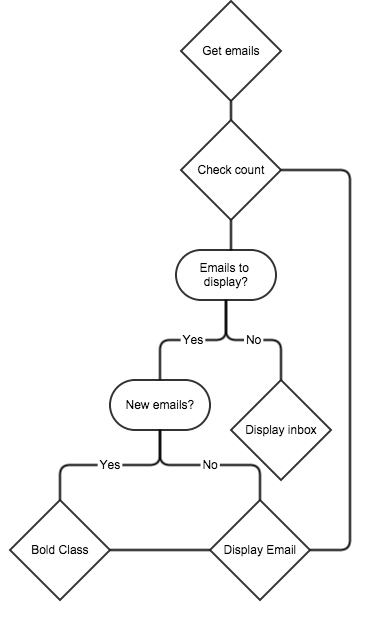 Get emails
Check count
Emails to
display?
Yes
No
New emails?
Display inbox
Yes
No
Bold Class
Display Email